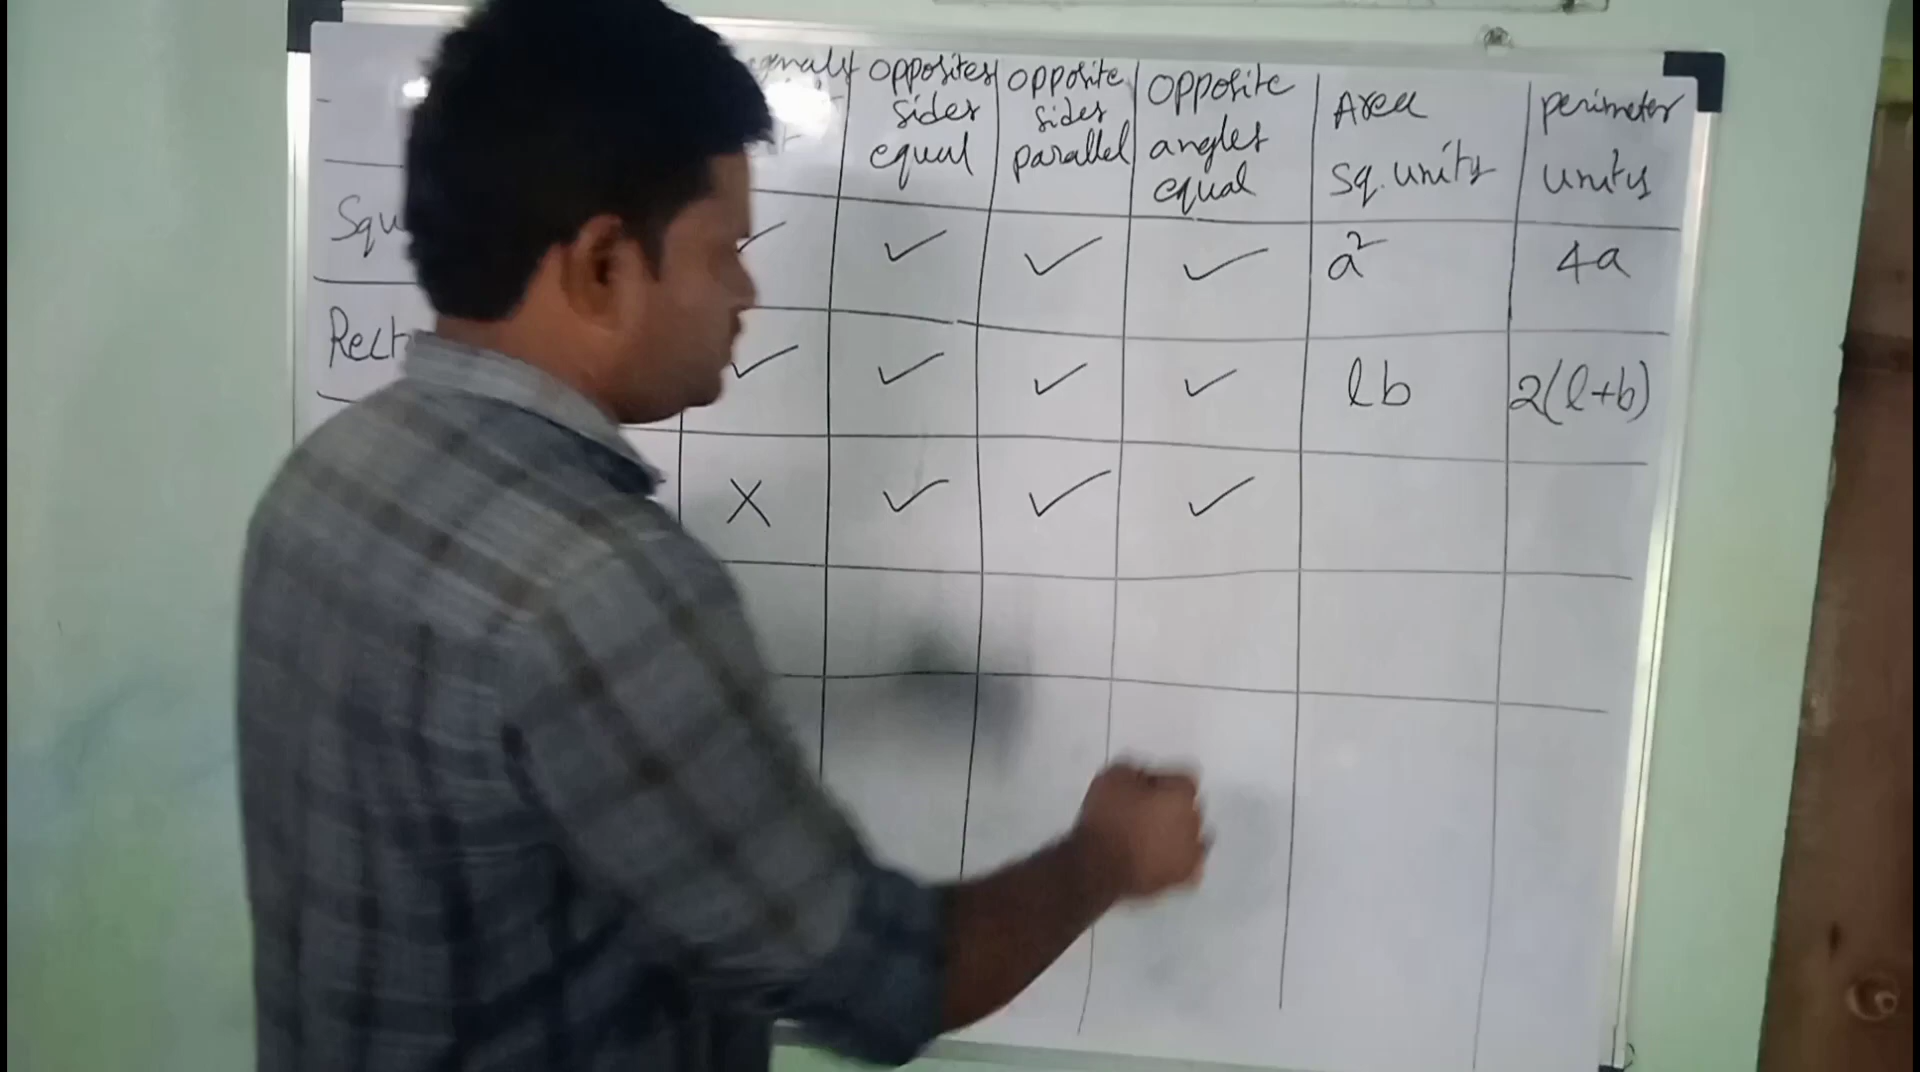 opposites
sides
equal
opposite
sides
parallel
opposite
angles
equal
Area
sq. units
perimeter
units
Squ
✓ ✓ ✓ ✓ a² 4a
Rect
✓ ✓ ✓ ✓ lb 2(l+b)
X ✓ ✓ ✓